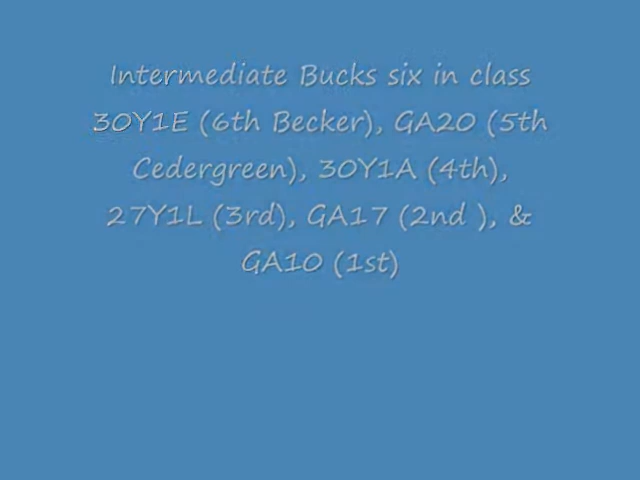 Intermediate Bucks six in class
30Y1E (6th Becker), GA20 (5th
Cedergreen), 30Y1A (4th),
27Y1L (3rd), GA17 (2nd ), &
GA10 (1st)